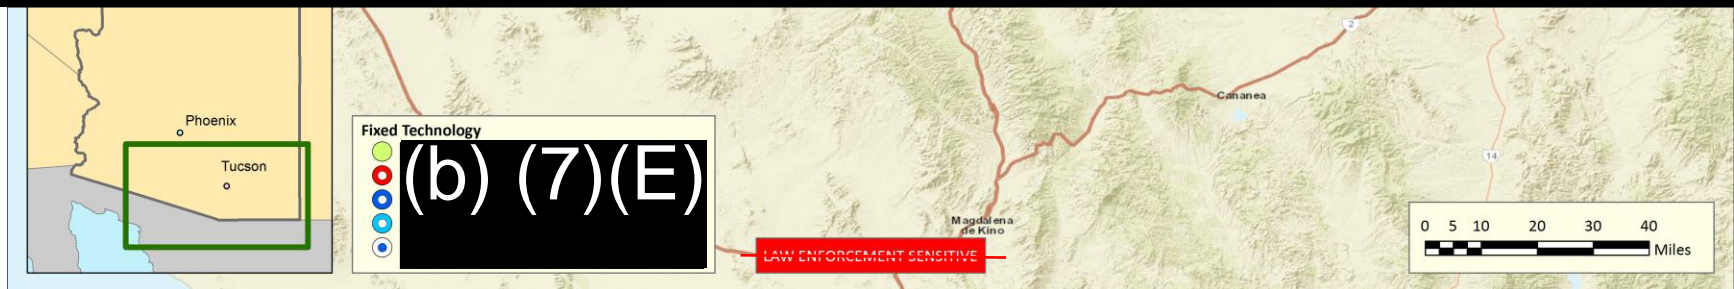 Phoenix
Tucson
Fixed Technology
(b) (7)(E)
LAW ENFORCEMENT SENSITIVE
Magdalena
de Kino
Cananea
2
14
0 5 10 20 30 40
Miles